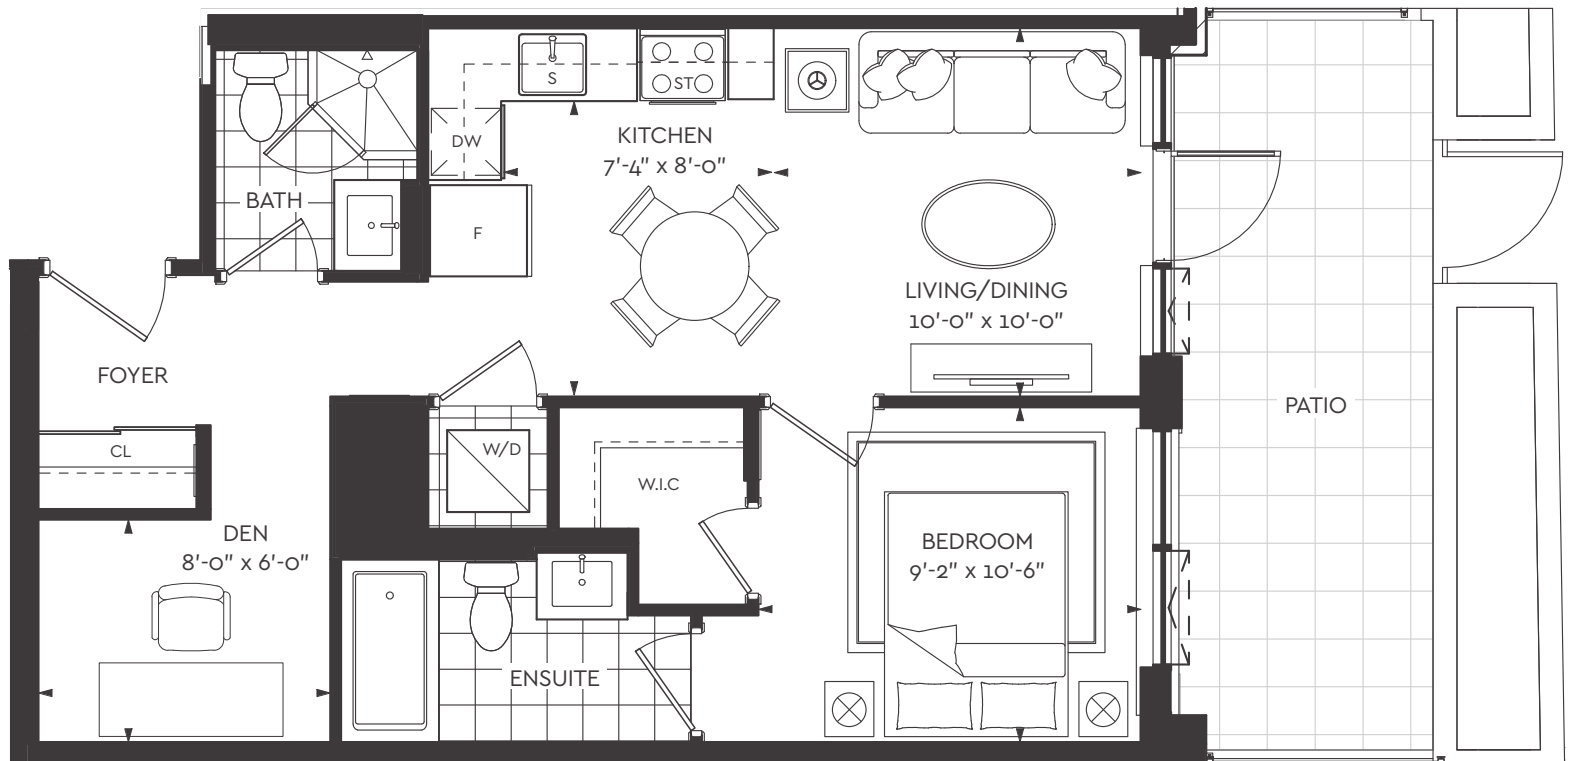 S
ST
DW
KITCHEN
7'-4" x 8'-0"
BATH
F
LIVING/DINING
10'-0" x 10'-0"
FOYER
PATIO
CL
W/D
W.I.C
DEN
8'-0" x 6'-0"
BEDROOM
9'-2" x 10'-6"
ENSUITE